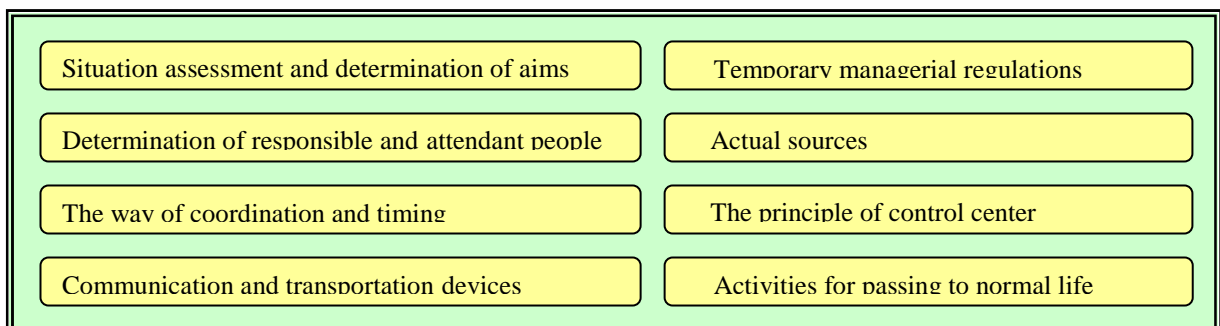 Situation assessment and determination of aims
Determination of responsible and attendant people
The way of coordination and timing
Communication and transportation devices
Temporary managerial regulations
Actual sources
The principle of control center
Activities for passing to normal life